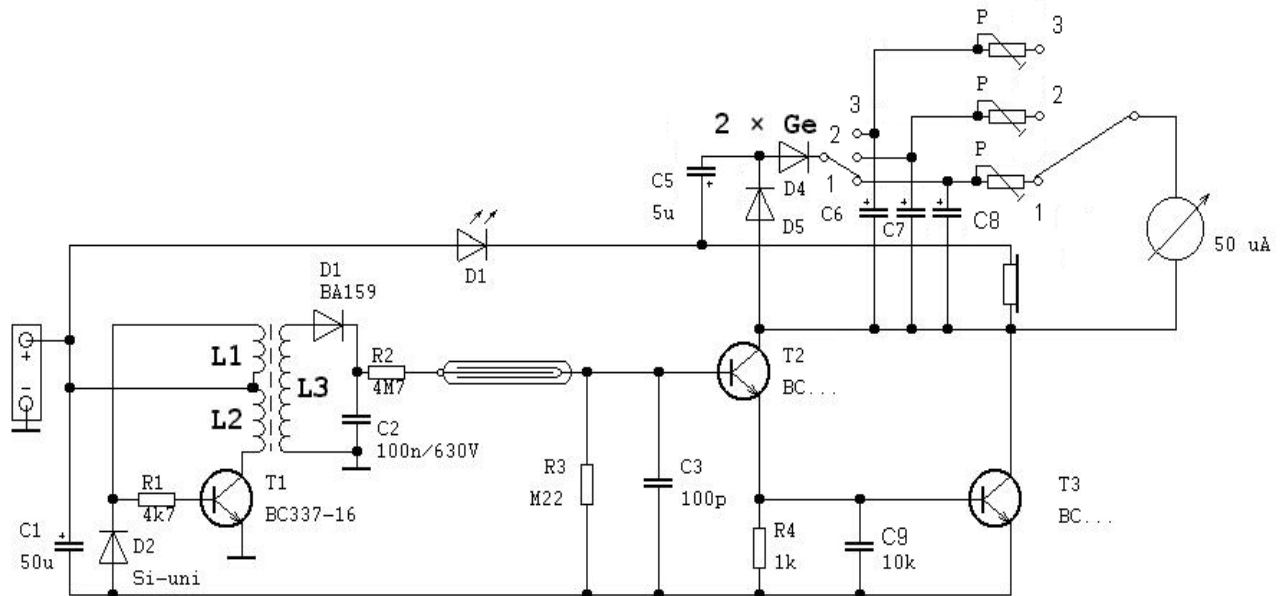 P
3
P
2
2 × Ge
3
2
P
1
D4
D5
C5
5u
+
C6
+
C7
+
C8
+
1
50 uA
D1
D1
BA159
+
-
L1
L2
L3
R2
4M7
C2
100n/630V
T2
BC...
R1
4k7
T1
BC337-16
R3
M22
C3
100p
T3
BC...
C1
50u
+
D2
Si-uni
R4
1k
C9
10k